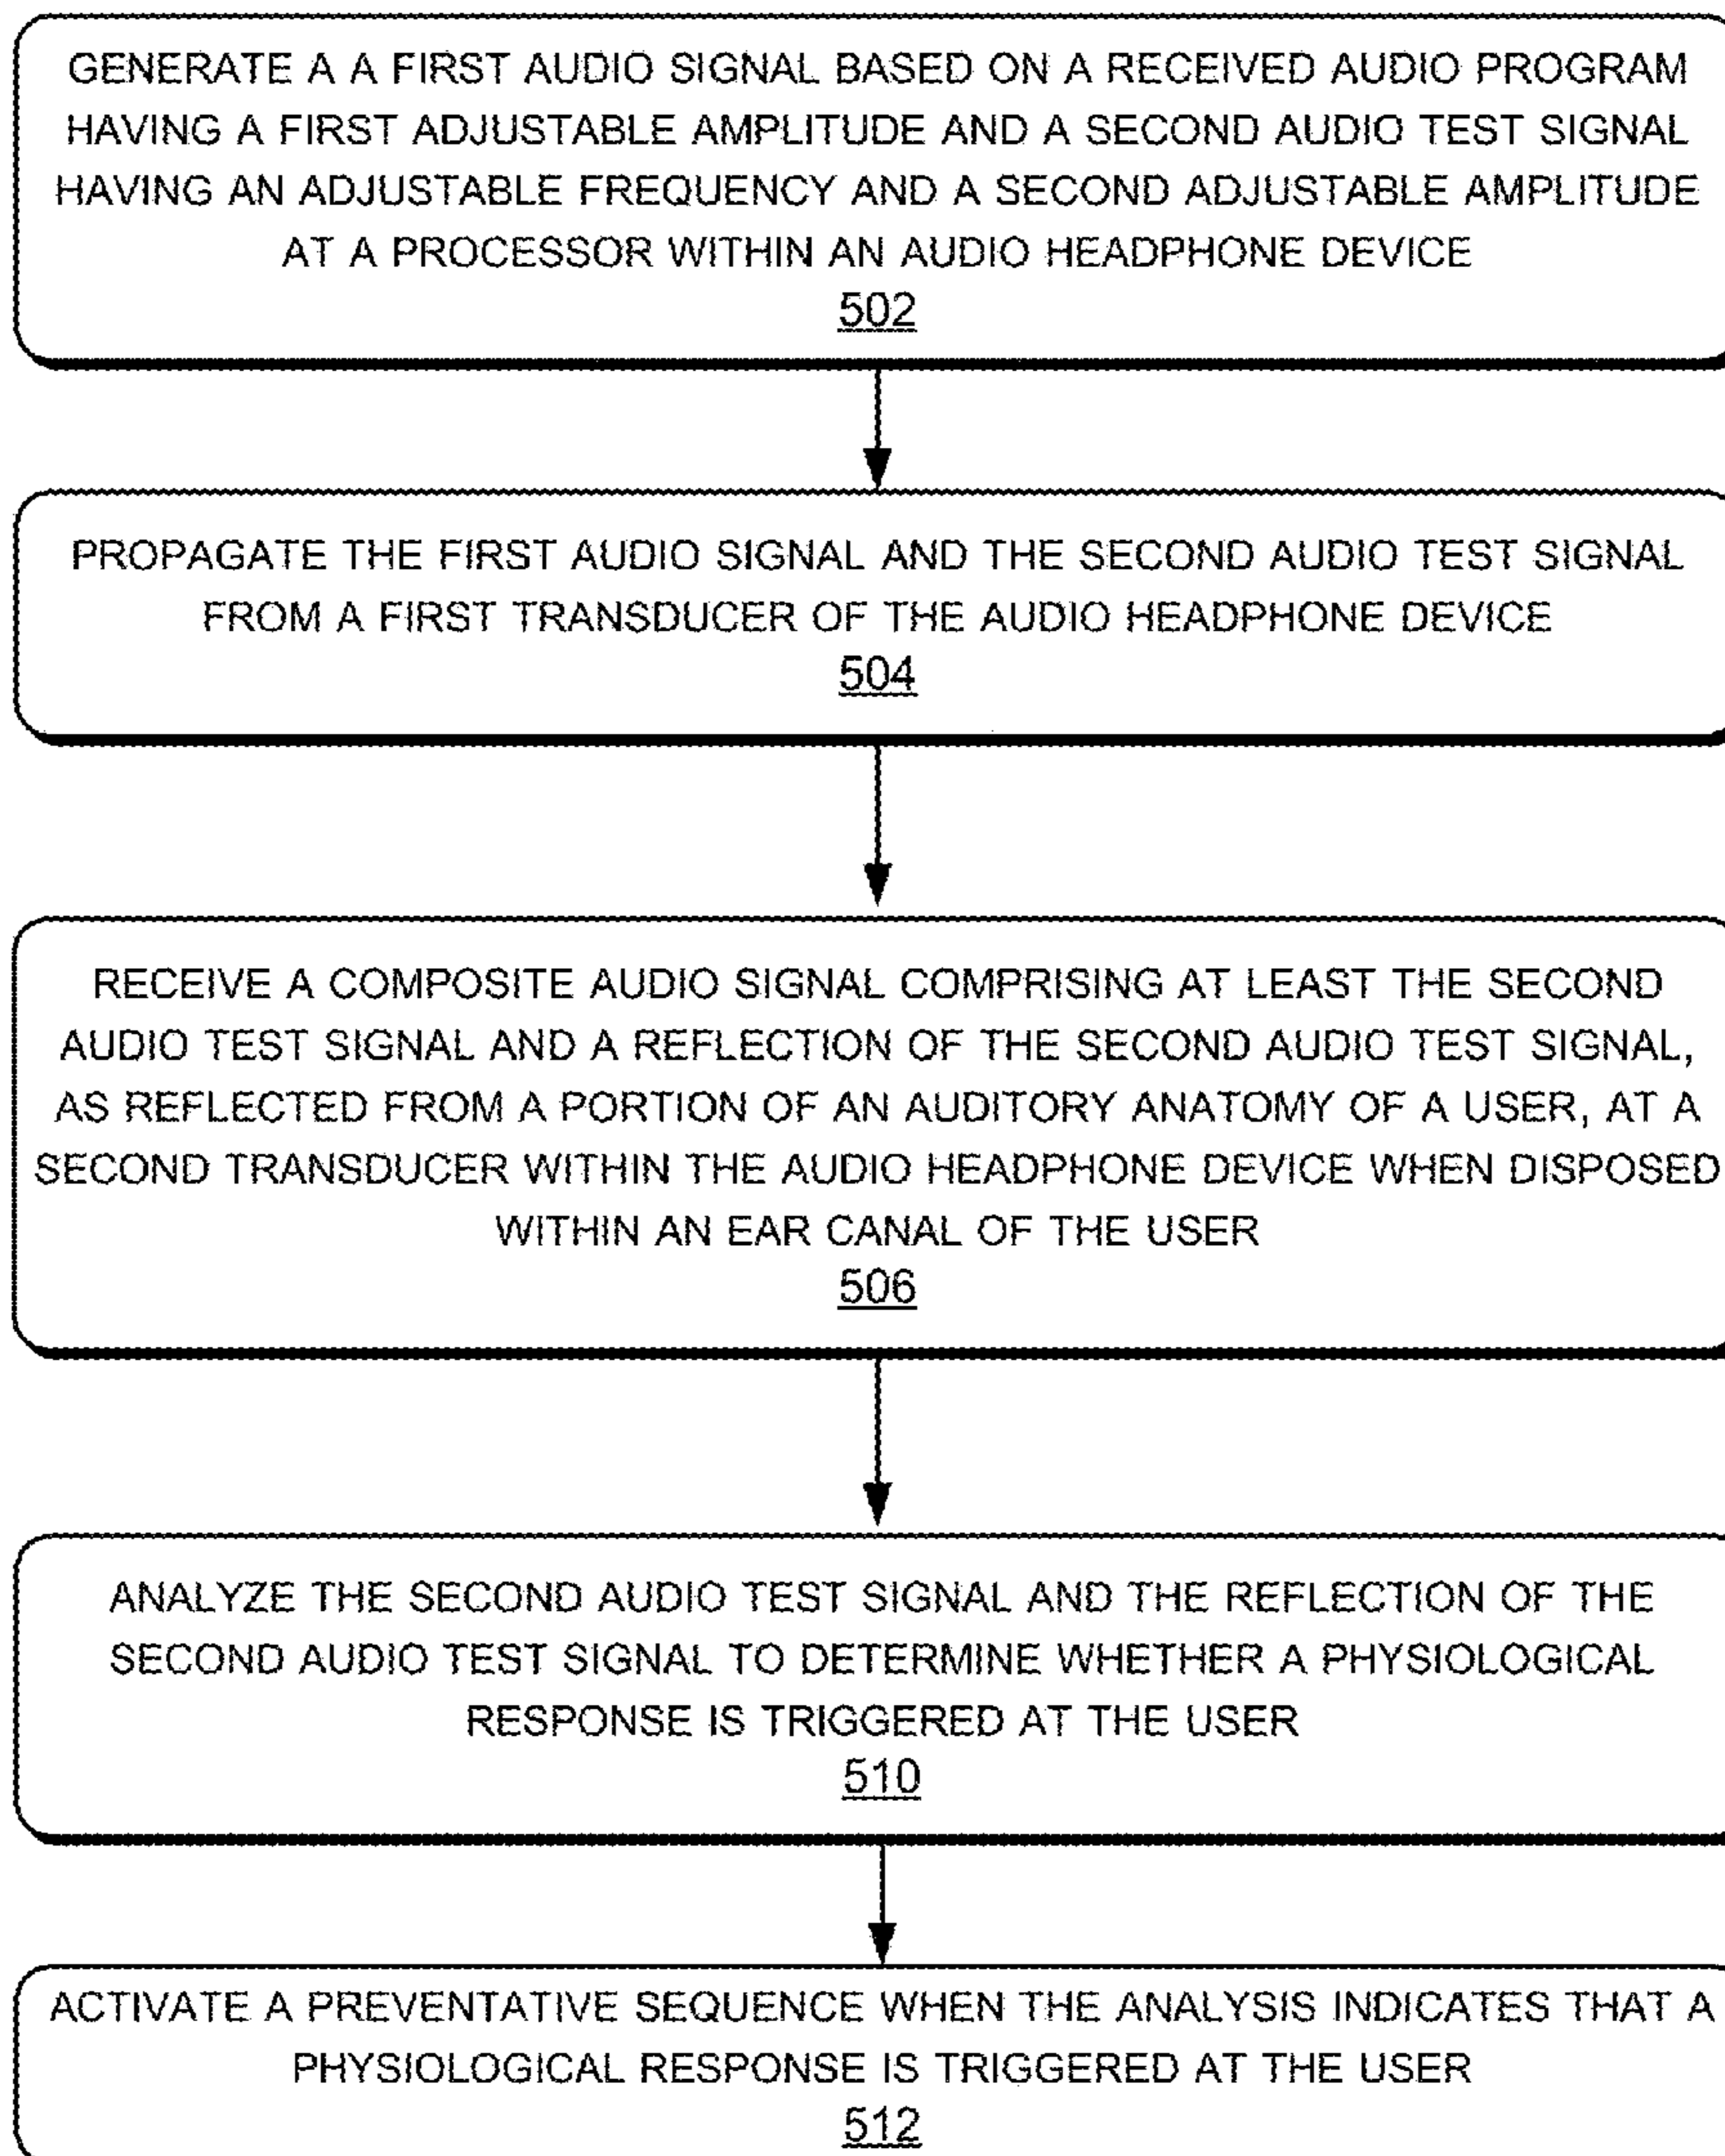 GENERATE A A FIRST AUDIO SIGNAL BASED ON A RECEIVED AUDIO PROGRAM
HAVING A FIRST ADJUSTABLE AMPLITUDE AND A SECOND AUDIO TEST SIGNAL
HAVING AN ADJUSTABLE FREQUENCY AND A SECOND ADJUSTABLE AMPLITUDE
AT A PROCESSOR WITHIN AN AUDIO HEADPHONE DEVICE
502
PROPAGATE THE FIRST AUDIO SIGNAL AND THE SECOND AUDIO TEST SIGNAL
FROM A FIRST TRANSDUCER OF THE AUDIO HEADPHONE DEVICE
504
RECEIVE A COMPOSITE AUDIO SIGNAL COMPRISING AT LEAST THE SECOND
AUDIO TEST SIGNAL AND A REFLECTION OF THE SECOND AUDIO TEST SIGNAL,
AS REFLECTED FROM A PORTION OF AN AUDITORY ANATOMY OF A USER, AT A
SECOND TRANSDUCER WITHIN THE AUDIO HEADPHONE DEVICE WHEN DISPOSED
WITHIN AN EAR CANAL OF THE USER
506
ANALYZE THE SECOND AUDIO TEST SIGNAL AND THE REFLECTION OF THE
SECOND AUDIO TEST SIGNAL TO DETERMINE WHETHER A PHYSIOLOGICAL
RESPONSE IS TRIGGERED AT THE USER
510
ACTIVATE A PREVENTATIVE SEQUENCE WHEN THE ANALYSIS INDICATES THAT A
PHYSIOLOGICAL RESPONSE IS TRIGGERED AT THE USER
512